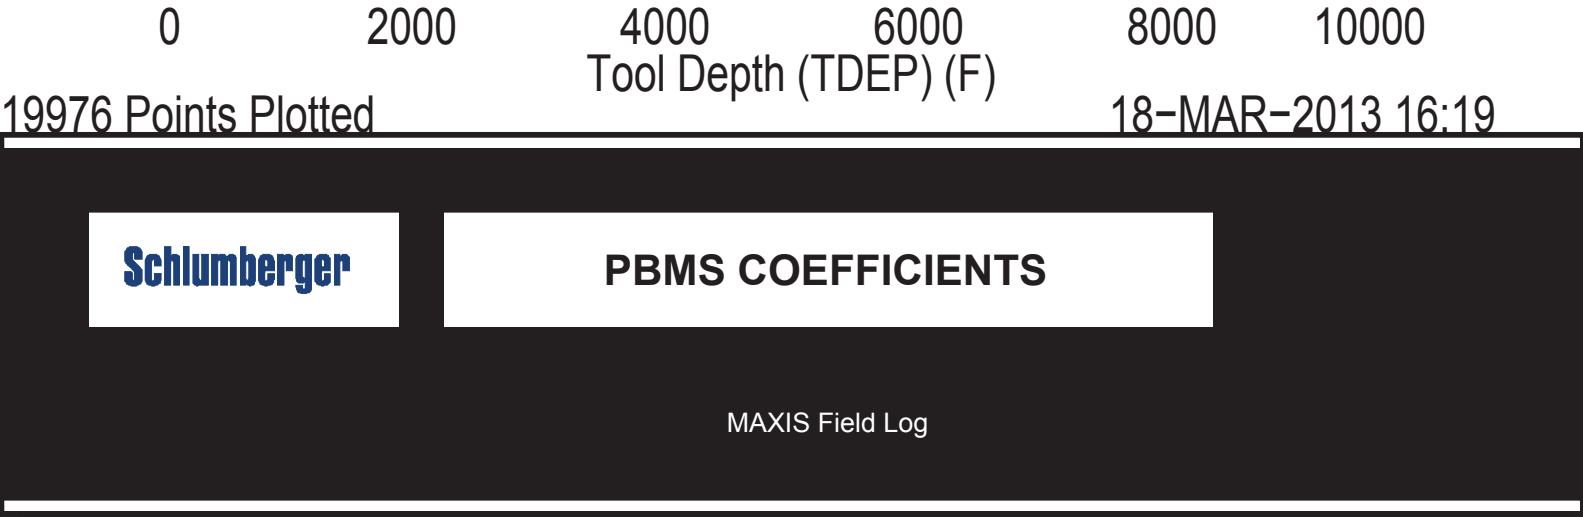 0 2000 4000 6000 8000 10000
Tool Depth (TDEP) (F)
19976 Points Plotted 18−MAR−2013 16:19
Schlumberger PBMS COEFFICIENTS
MAXIS Field Log